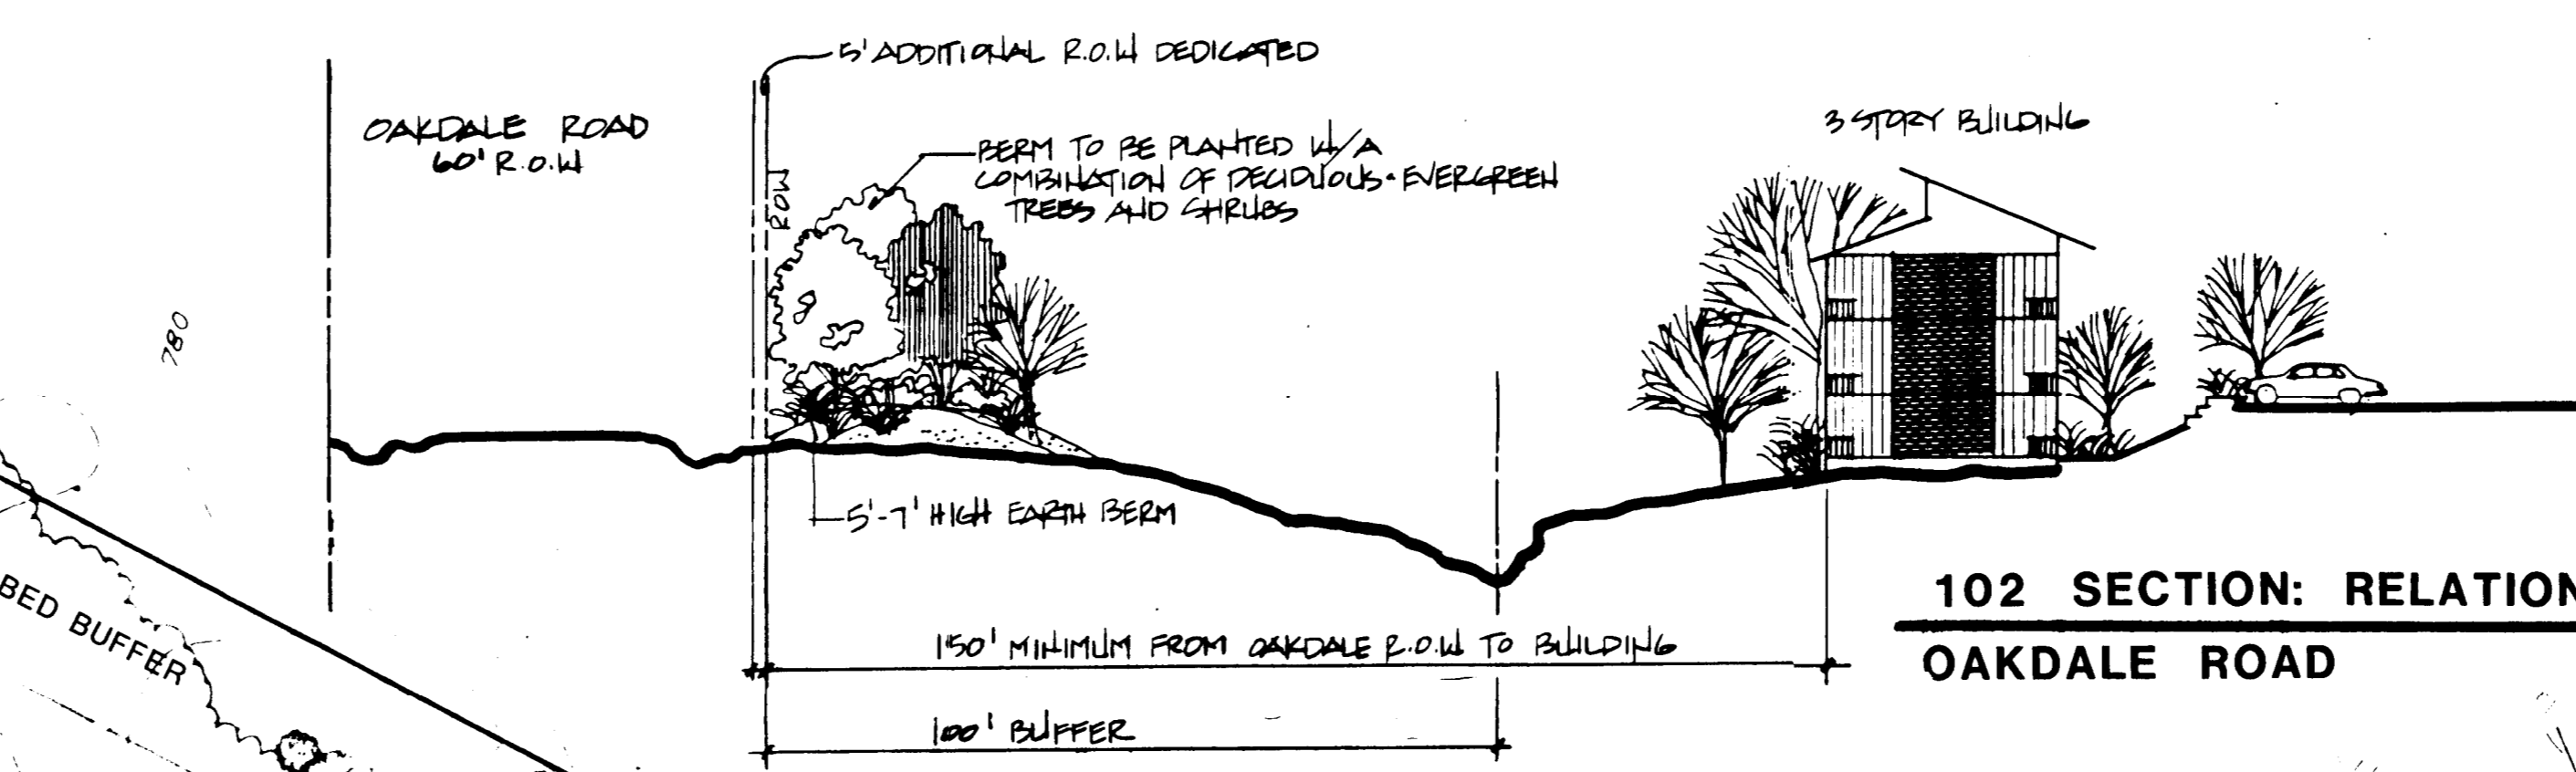 5' ADDITIONAL R.O.W DEDICATED
OAKDALE ROAD
60' R.O.W
ROW
BERM TO BE PLANTED W/A
COMBINATION OF DECIDUOUS & EVERGREEN
TREES AND SHRUBS
3 STORY BUILDING
780
5'-7' HIGH EARTH BERM
BED BUFFER
150' MINIMUM FROM OAKDALE R.O.W TO BUILDING
100' BUFFER
102 SECTION: RELATION
OAKDALE ROAD